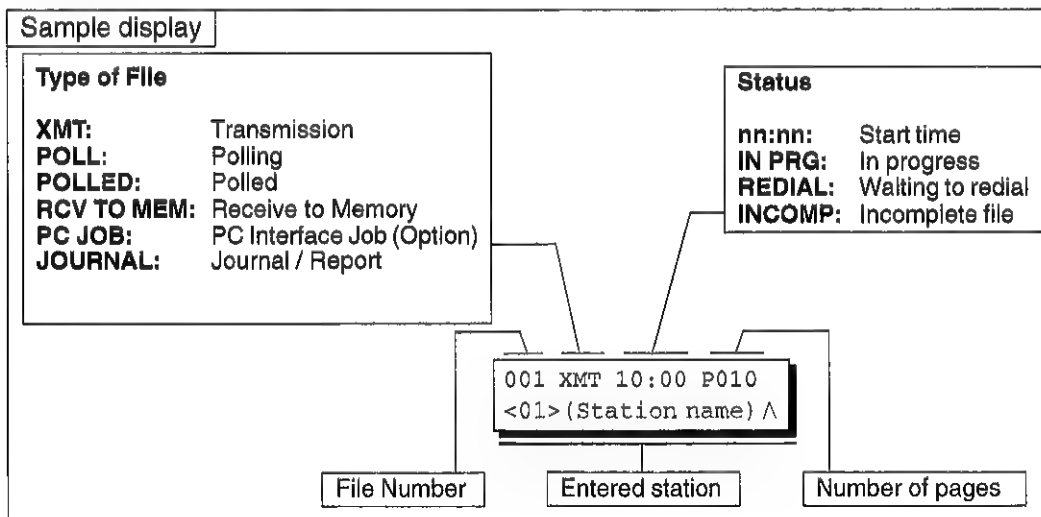 Sample display
Type of File
XMT: Transmission
POLL: Polling
POLLED: Polled
RCV TO MEM: Receive to Memory
PC JOB: PC Interface Job (Option)
JOURNAL: Journal / Report
Status
nn:nn: Start time
IN PRG: In progress
REDIAL: Waiting to redial
INCOMP: Incomplete file
001 XMT 10:00 P010
<01>(Station name) ∧
File Number
Entered station
Number of pages